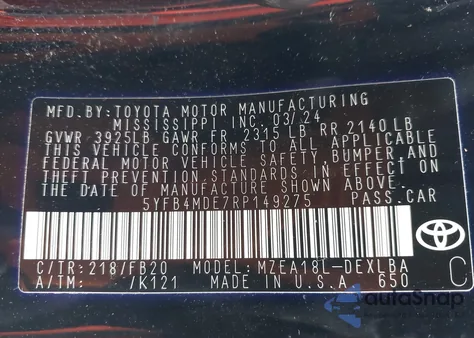 MFD.BY: TOYOTA MOTOR MANUFACTURING
MISSISSIPPI, INC. 03/24
GVWR 3925LB GAWR FR 2315 LB RR 2140LB
THIS VEHICLE CONFORMS TO ALL APPLICABLE
FEDERAL MOTOR VEHICLE SAFETY, BUMPER, AND
THEFT PREVENTION STANDARDS IN EFFECT ON
THE DATE OF MANUFACTURE SHOWN ABOVE.
5YFB4MDE7RP149275 PASS.CAR
C/TR:218/FB20 MODEL: MZEA18L-DEXLBA
A/TM: /K121 MADE IN U.S.A 650
C
autoSnap